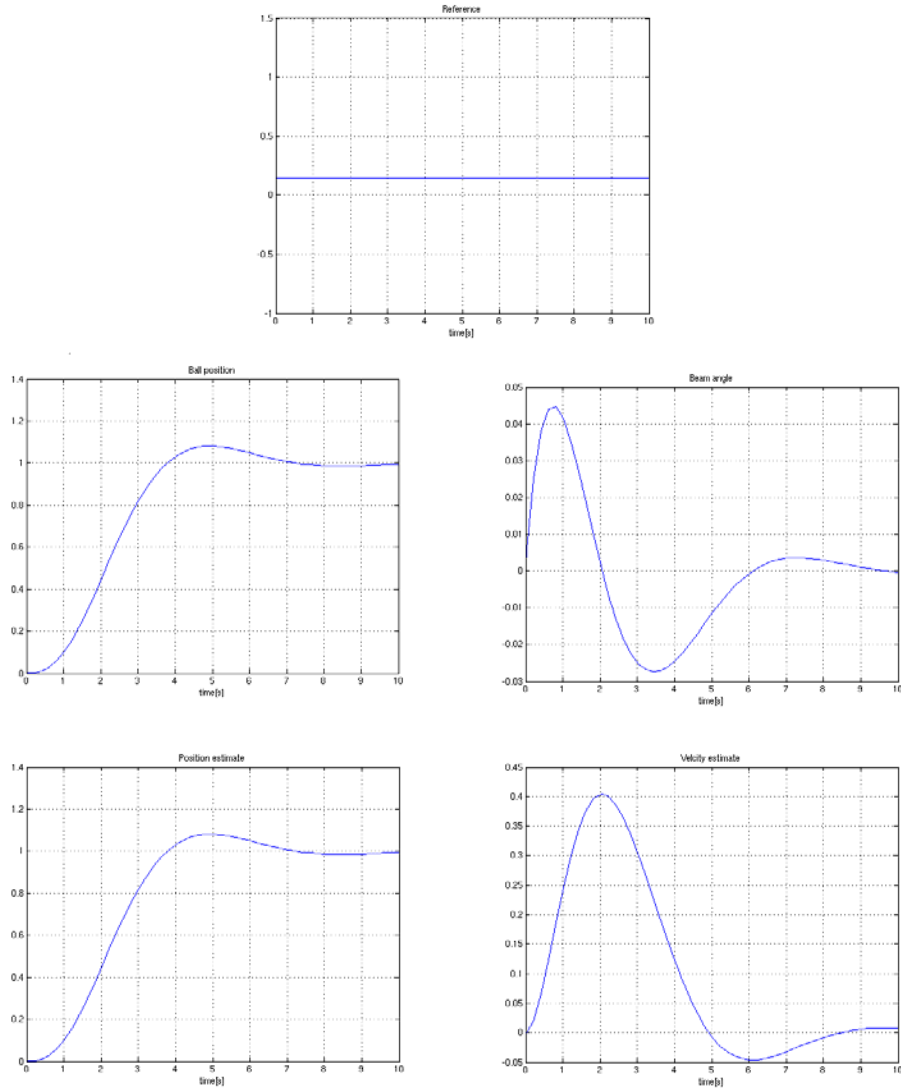 Reference
1.5
1
0.5
0
-0.5
-1
0 1 2 3 4 5 6 7 8 9 10
time[s]
Ball position
1.4
1.2
1
0.8
0.6
0.4
0.2
0
0 1 2 3 4 5 6 7 8 9 10
time[s]
Beam angle
0.05
0.04
0.03
0.02
0.01
0
-0.01
-0.02
-0.03
0 1 2 3 4 5 6 7 8 9 10
time[s]
Position estimate
1.4
1.2
1
0.8
0.6
0.4
0.2
0
0 1 2 3 4 5 6 7 8 9 10
time[s]
Velcity estimate
0.45
0.4
0.35
0.3
0.25
0.2
0.15
0.1
0.05
0
-0.05
0 1 2 3 4 5 6 7 8 9 10
time[s]